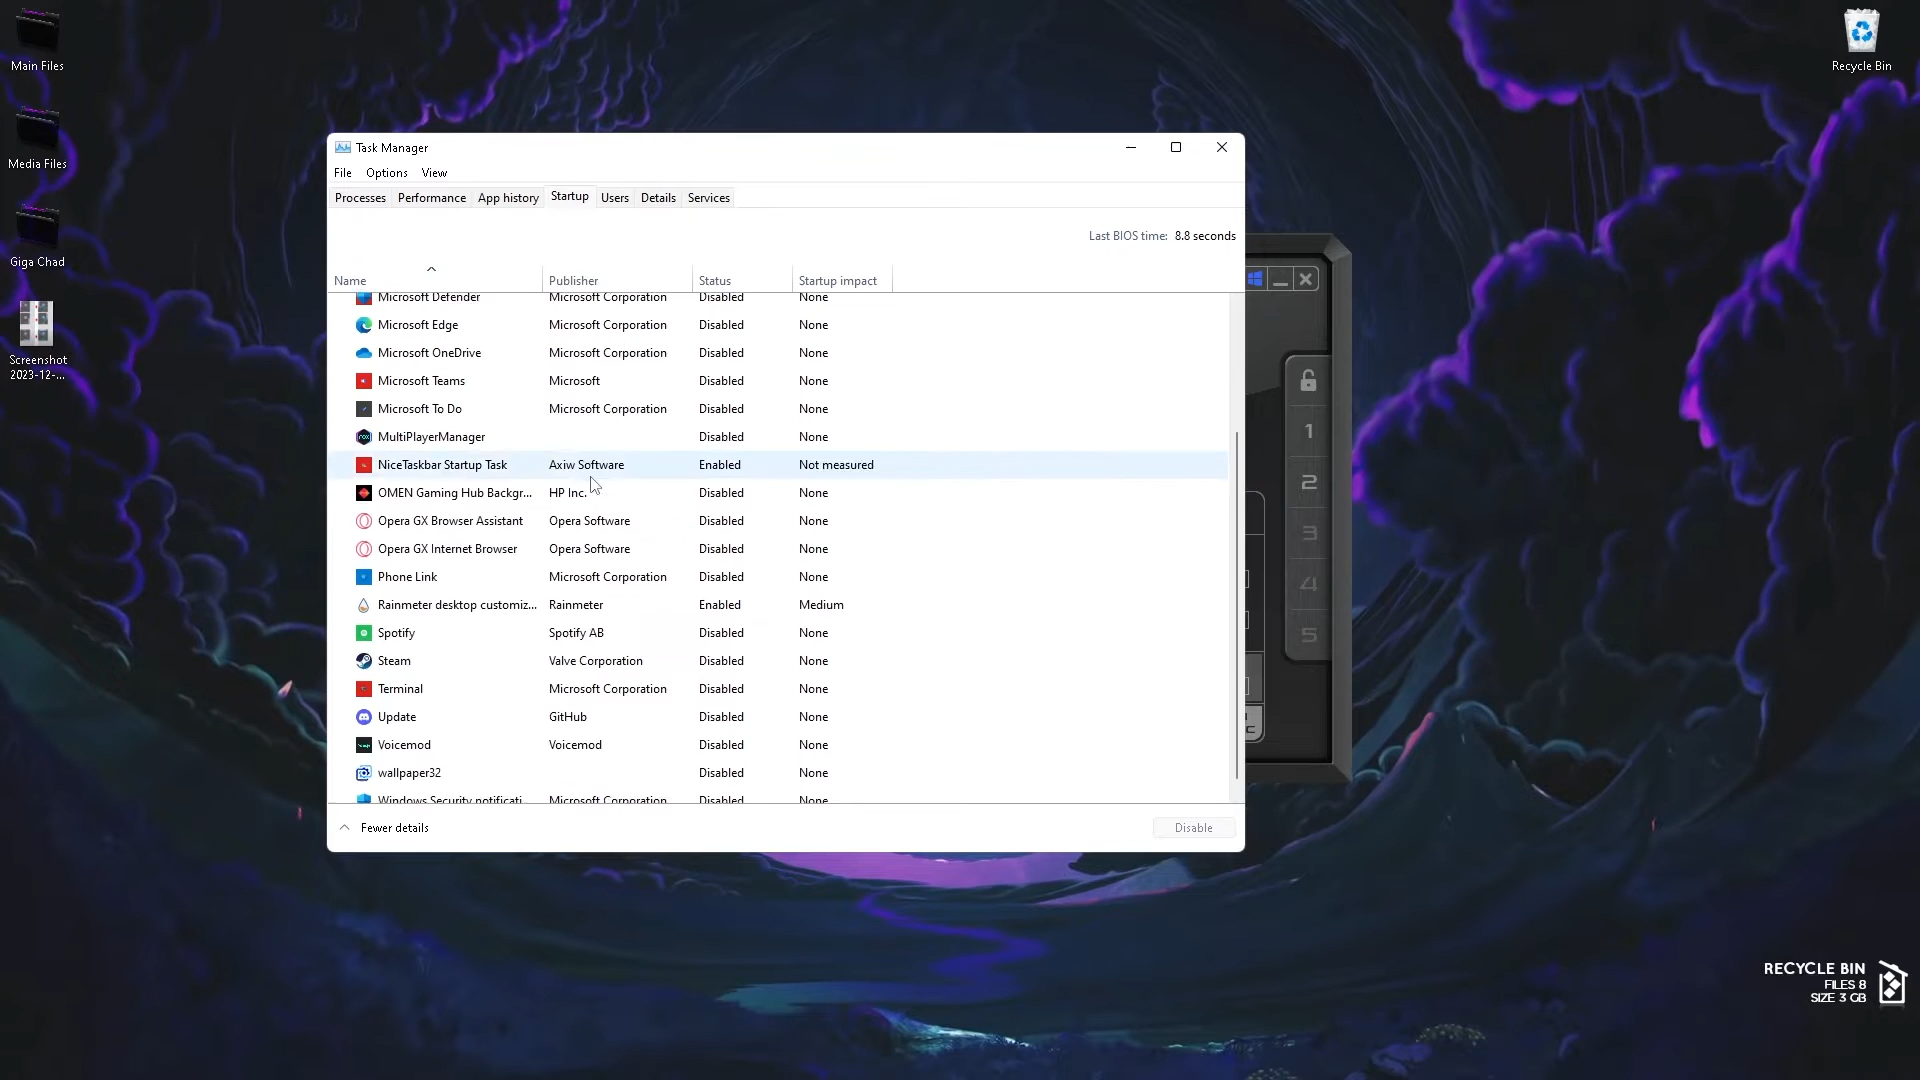 Main Files
Media Files
Giga Chad
Screenshot
2023-12-...
Recycle Bin
Task Manager
File Options View
Processes Performance App history Startup Users Details Services
Last BIOS time: 8.8 seconds
Name Publisher Status Startup impact
Microsoft Defender Microsoft Corporation Disabled None
Microsoft Edge Microsoft Corporation Disabled None
Microsoft OneDrive Microsoft Corporation Disabled None
Microsoft Teams Microsoft Disabled None
Microsoft To Do Microsoft Corporation Disabled None
MultiPlayerManager Disabled None
NiceTaskbar Startup Task Axiw Software Enabled Not measured
OMEN Gaming Hub Backgr... HP Inc. Disabled None
Opera GX Browser Assistant Opera Software Disabled None
Opera GX Internet Browser Opera Software Disabled None
Phone Link Microsoft Corporation Disabled None
Rainmeter desktop customiz... Rainmeter Enabled Medium
Spotify Spotify AB Disabled None
Steam Valve Corporation Disabled None
Terminal Microsoft Corporation Disabled None
Update GitHub Disabled None
Voicemod Voicemod Disabled None
wallpaper32 Disabled None
Windows Security notificati... Microsoft Corporation Disabled None
Fewer details Disable
1
2
3
4
5
RECYCLE BIN
FILES 8
SIZE 3 GB